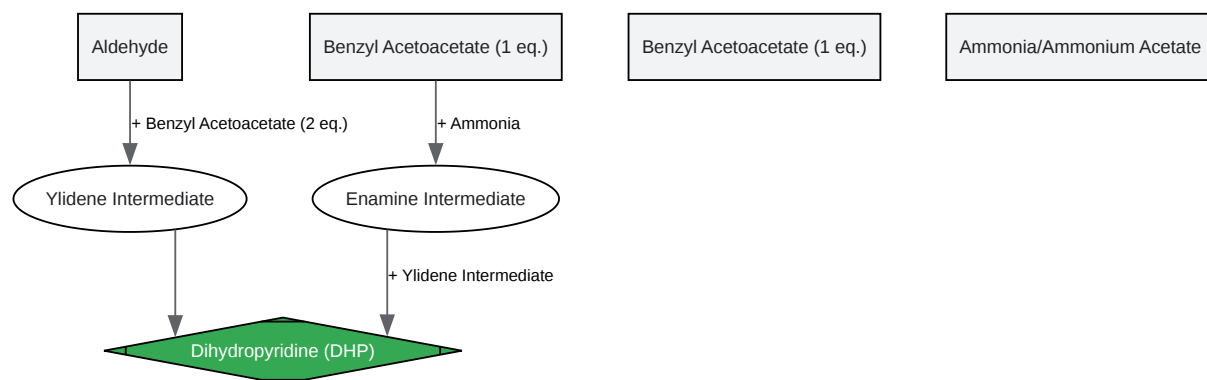 Aldehyde
Benzyl Acetoacetate (1 eq.)
Benzyl Acetoacetate (1 eq.)
Ammonia/Ammonium Acetate
+ Benzyl Acetoacetate (2 eq.)
+ Ammonia
Ylidene Intermediate
Enamine Intermediate
+ Ylidene Intermediate
Dihydropyridine (DHP)